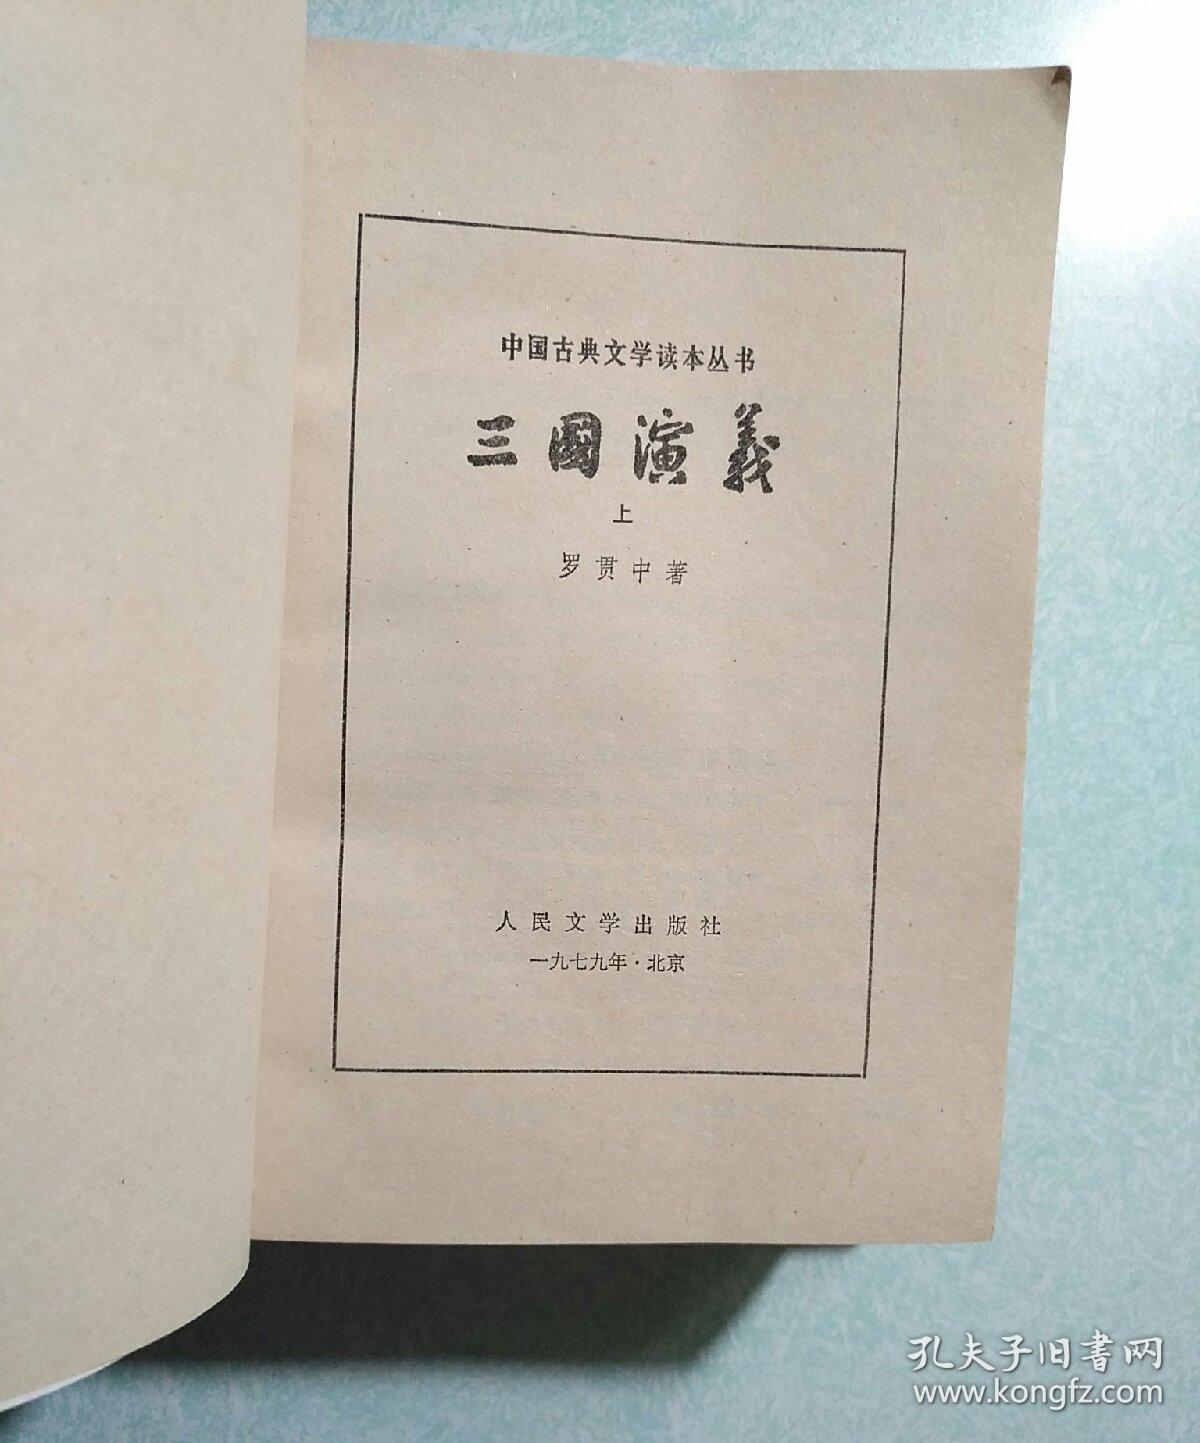 中国古典文学读本丛书
三國演義
上
罗贯中著
人民文学出版社
一九七九年·北京
孔夫子旧書网
www.kongfz.com